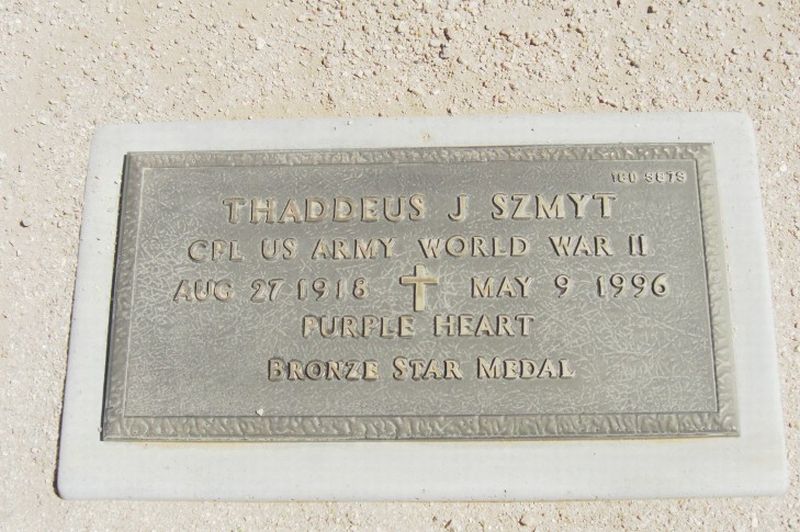 THADDEUS J SZMYT
CPL US ARMY WORLD WAR II
AUG 27 1918 MAY 9 1996
PURPLE HEART
BRONZE STAR MEDAL